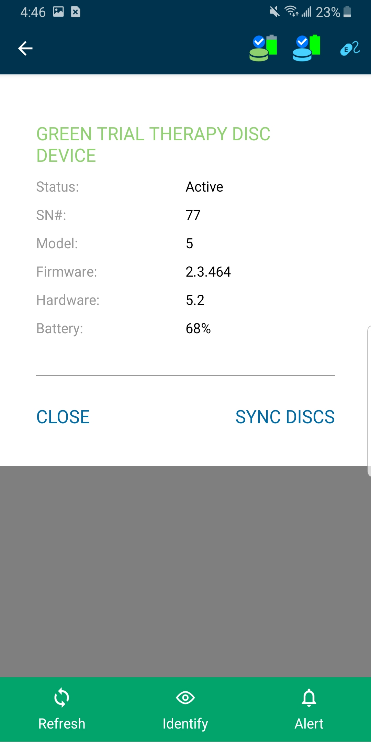 4:46
23%
GREEN TRIAL THERAPY DISC
DEVICE
Status: Active
SN#: 77
Model: 5
Firmware: 2.3.464
Hardware: 5.2
Battery: 68%
CLOSE SYNC DISCS
Refresh Identify Alert